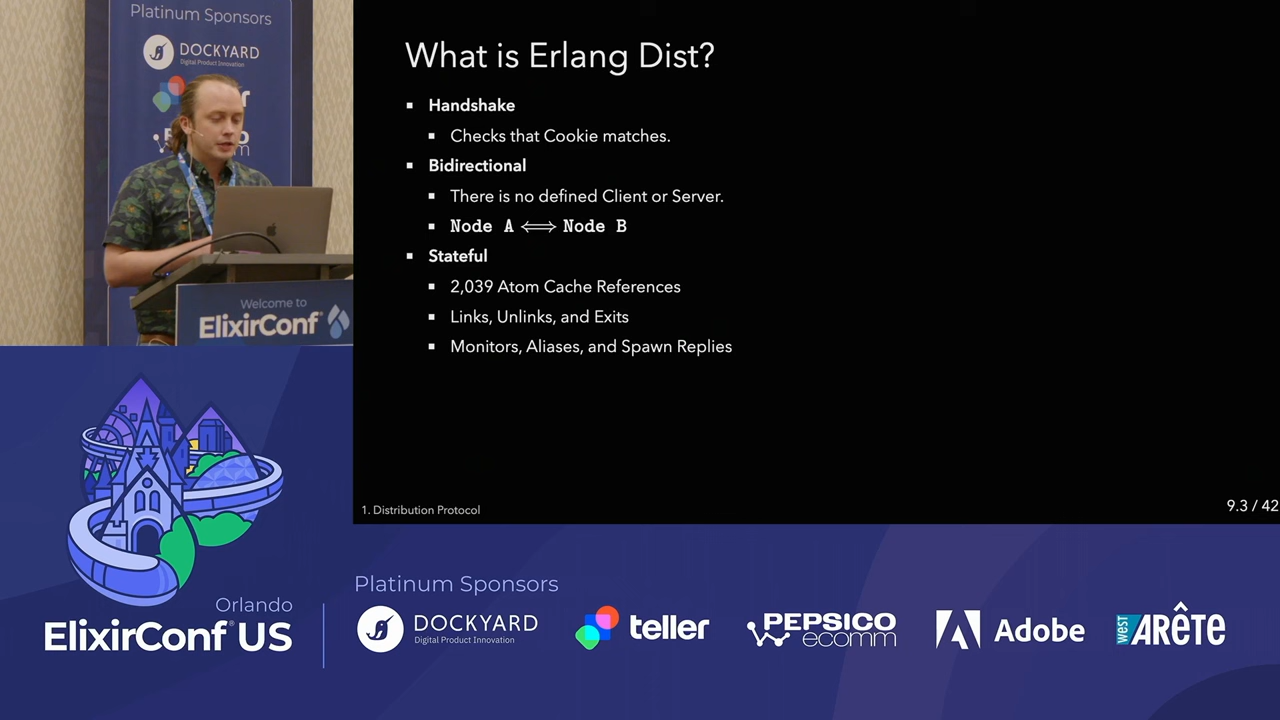 Platinum Sponsors
DOCKYARD
Digital Product Innovation
Welcome to
ElixirConf
What is Erlang Dist?
▪ Handshake
▪ Checks that Cookie matches.
▪ Bidirectional
▪ There is no defined Client or Server.
▪ Node A ⟺ Node B
▪ Stateful
▪ 2,039 Atom Cache References
▪ Links, Unlinks, and Exits
▪ Monitors, Aliases, and Spawn Replies
1. Distribution Protocol
9.3 / 42
Orlando
ElixirConf® US
Platinum Sponsors
DOCKYARD
Digital Product Innovation
teller
PEPSICO
ecomm
Adobe
west ARÊTE